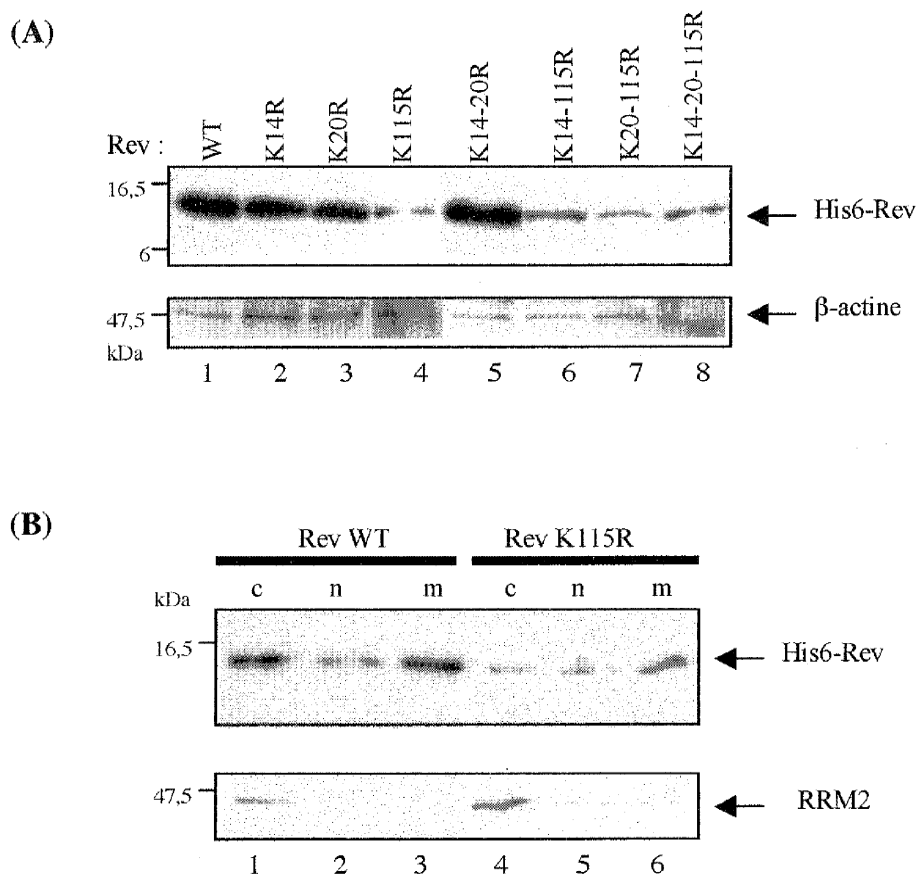 (A)
Rev :
WT
K14R
K20R
K115R
K14-20R
K14-115R
K20-115R
K14-20-115R
16,5
His6-Rev
6
47,5
β-actine
kDa
1 2 3 4 5 6 7 8
(B)
Rev WT Rev K115R
c n m c n m
kDa
16,5
His6-Rev
47,5
RRM2
1 2 3 4 5 6